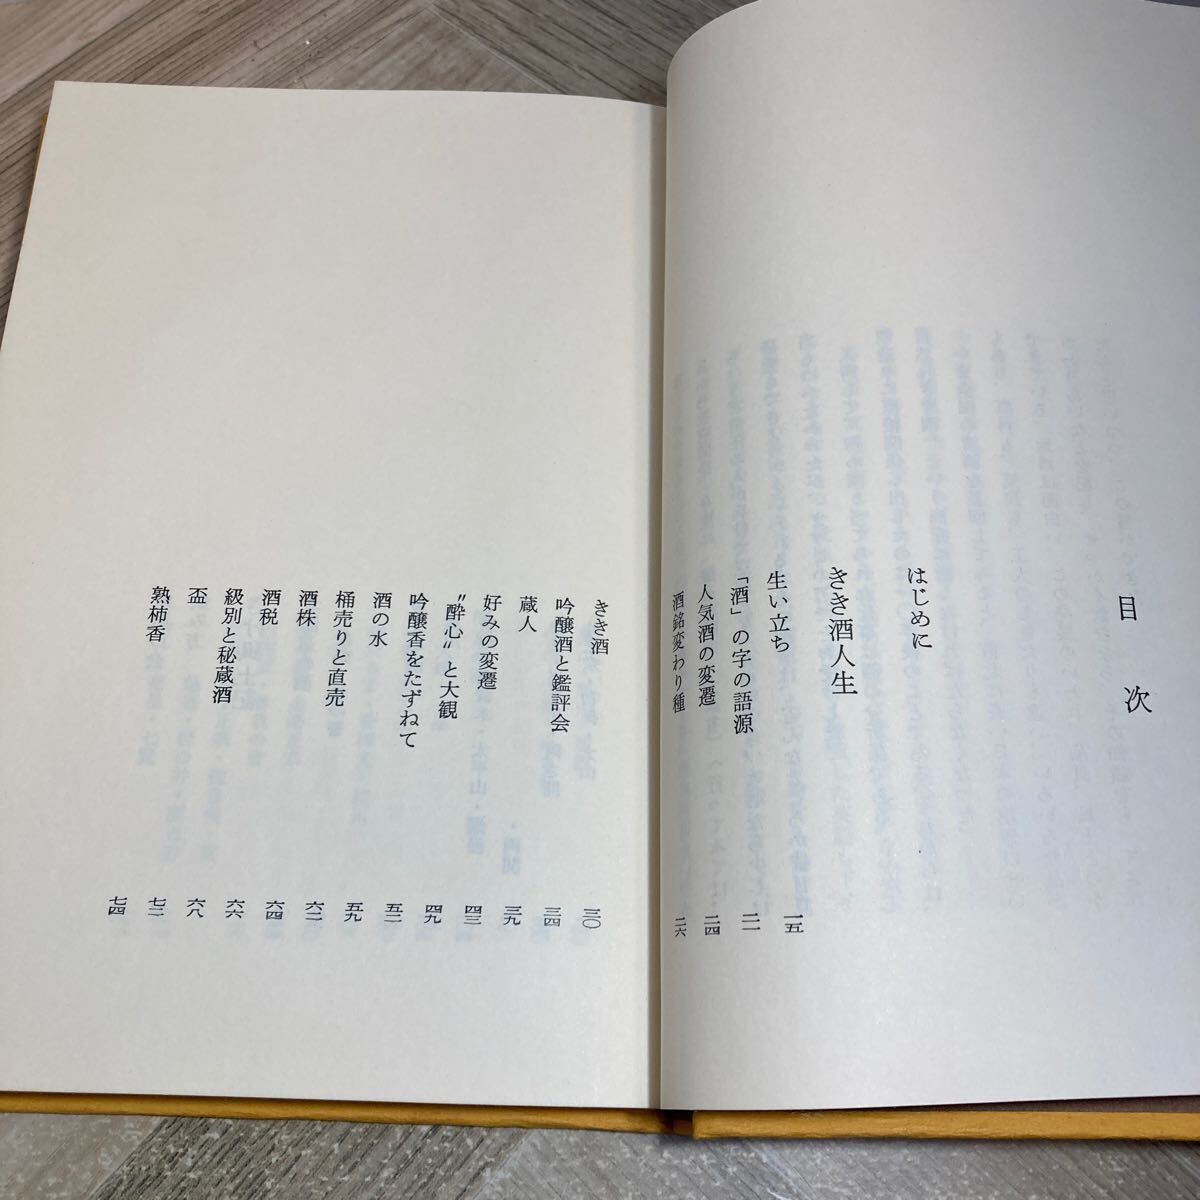 目次
はじめに
きき酒人生
生い立ち 一五
「酒」の字の語源 二一
人気酒の変遷 二四
酒銘変わり種 二六
きき酒 三〇
吟醸酒と鑑評会 三四
蔵人 三九
好みの変遷 四三
〝酔心〟と大観 四九
吟醸香をたずねて 五二
酒の水 五九
桶売りと直売 六二
酒株 六四
酒税 六六
級別と秘蔵酒 六八
盃 七二
熟柿香 七四